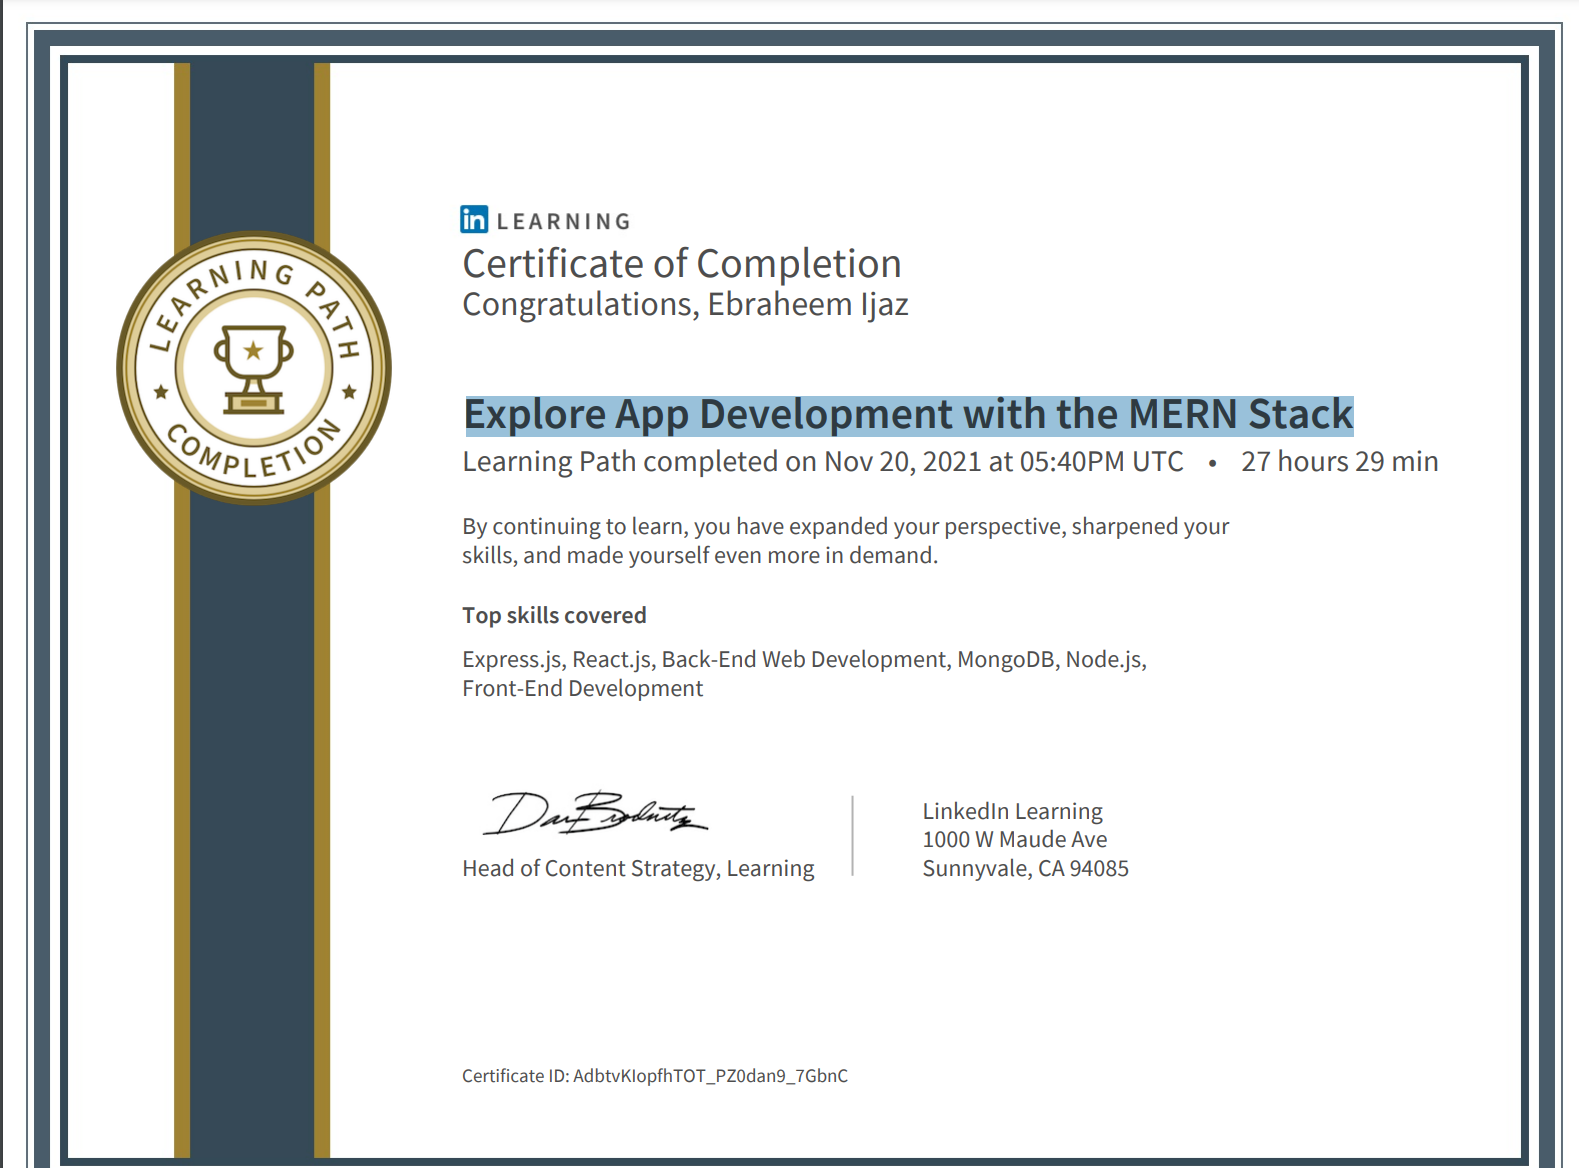 LEARNING PATH
COMPLETION
in LEARNING
Certificate of Completion
Congratulations, Ebraheem Ijaz
Explore App Development with the MERN Stack
Learning Path completed on Nov 20, 2021 at 05:40PM UTC • 27 hours 29 min
By continuing to learn, you have expanded your perspective, sharpened your
skills, and made yourself even more in demand.
Top skills covered
Express.js, React.js, Back-End Web Development, MongoDB, Node.js,
Front-End Development
Dan Brodnitz
Head of Content Strategy, Learning
LinkedIn Learning
1000 W Maude Ave
Sunnyvale, CA 94085
Certificate ID: AdbtvKIopfhTOT_PZ0dan9_7GbnC